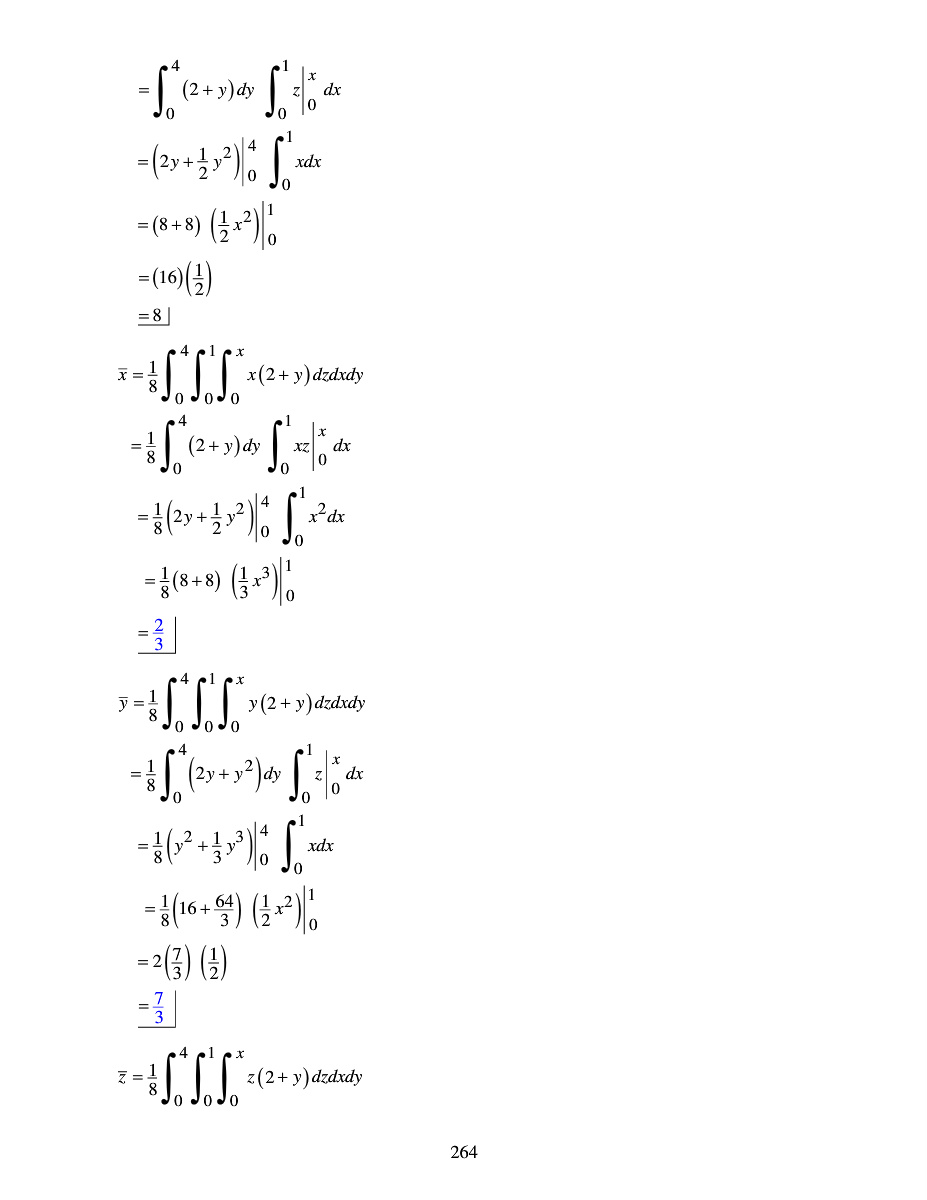 = ∫₀⁴ (2 + y) dy ∫₀¹ z|₀ˣ dx
= (2y + 1/2 y²)|₀⁴ ∫₀¹ xdx
= (8 + 8) (1/2 x²)|₀¹
= (16)(1/2)
= 8
x̅ = 1/8 ∫₀⁴ ∫₀¹ ∫₀ˣ x(2 + y) dzdxdy
= 1/8 ∫₀⁴ (2 + y) dy ∫₀¹ xz|₀ˣ dx
= 1/8 (2y + 1/2 y²)|₀⁴ ∫₀¹ x²dx
= 1/8 (8 + 8) (1/3 x³)|₀¹
= 2/3
y̅ = 1/8 ∫₀⁴ ∫₀¹ ∫₀ˣ y(2 + y) dzdxdy
= 1/8 ∫₀⁴ (2y + y²) dy ∫₀¹ z|₀ˣ dx
= 1/8 (y² + 1/3 y³)|₀⁴ ∫₀¹ xdx
= 1/8 (16 + 64/3) (1/2 x²)|₀¹
= 2(7/3) (1/2)
= 7/3
z̅ = 1/8 ∫₀⁴ ∫₀¹ ∫₀ˣ z(2 + y) dzdxdy
264